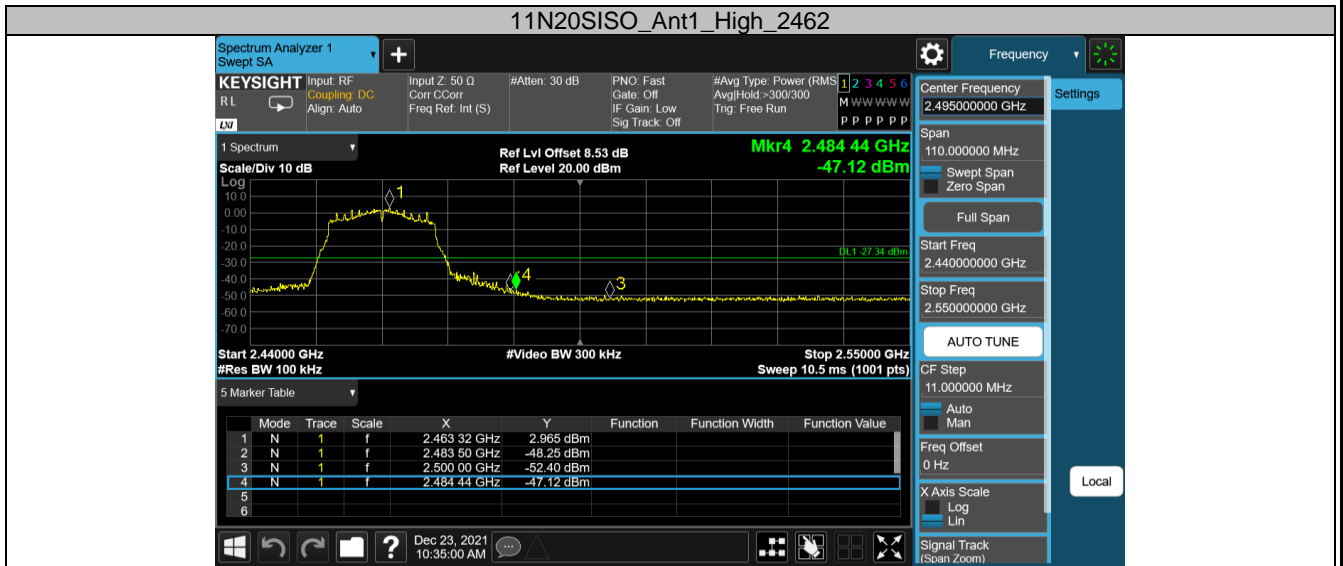 11N20SISO_Ant1_High_2462
Spectrum Analyzer 1
Swept SA
+
Frequency
KEYSIGHT
R L
LXI
Input: RF
Coupling: DC
Align: Auto
Input Z: 50 Ω
Corr CCorr
Freq Ref: Int (S)
#Atten: 30 dB
PNO: Fast
Gate: Off
IF Gain: Low
Sig Track: Off
#Avg Type: Power (RMS
Avg|Hold:>300/300
Trig: Free Run
1 2 3 4 5 6
M W W W W W
P P P P P P
Center Frequency
2.495000000 GHz
Settings
Span
110.000000 MHz
Swept Span
Zero Span
Full Span
Start Freq
2.440000000 GHz
Stop Freq
2.550000000 GHz
AUTO TUNE
CF Step
11.000000 MHz
Auto
Man
Freq Offset
0 Hz
X Axis Scale
Log
Lin
Signal Track
(Span Zoom)
Local
1 Spectrum
Scale/Div 10 dB
Ref Lvl Offset 8.53 dB
Ref Level 20.00 dBm
Mkr4 2.484 44 GHz
-47.12 dBm
Log
10.0
0.00
-10.0
-20.0
-30.0
-40.0
-50.0
-60.0
-70.0
1
4
3
DL1 -27.34 dBm
Start 2.44000 GHz
#Res BW 100 kHz
#Video BW 300 kHz
Stop 2.55000 GHz
Sweep 10.5 ms (1001 pts)
5 Marker Table
Mode Trace Scale X Y Function Function Width Function Value
1 N 1 f 2.463 32 GHz 2.965 dBm
2 N 1 f 2.483 50 GHz -48.25 dBm
3 N 1 f 2.500 00 GHz -52.40 dBm
4 N 1 f 2.484 44 GHz -47.12 dBm
5
6
?
Dec 23, 2021
10:35:00 AM